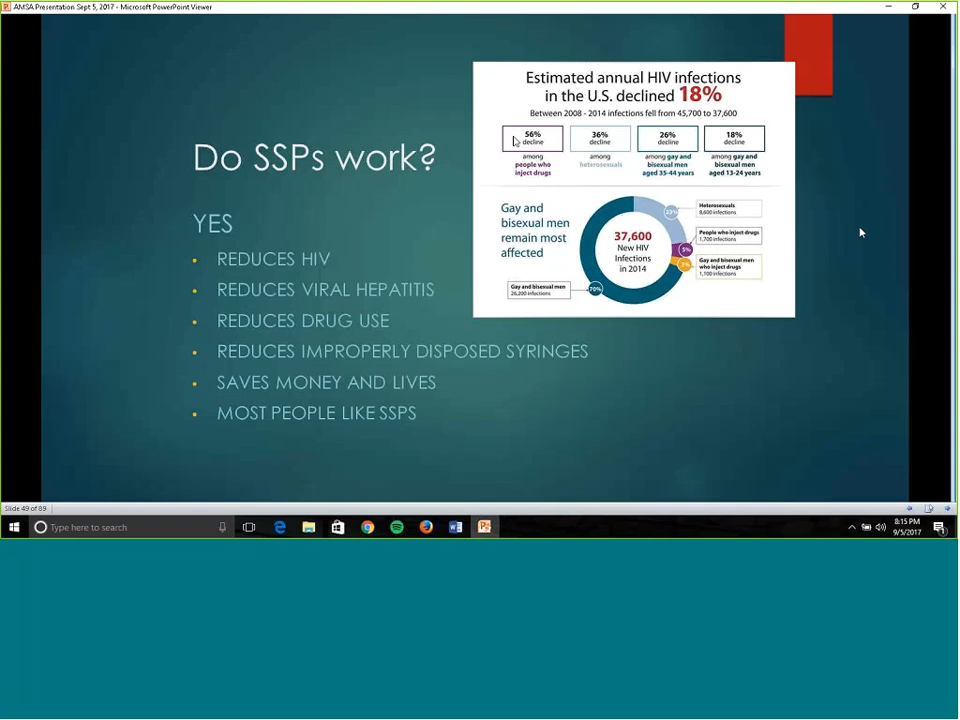 AMSA Presentation Sept 5, 2017 - Microsoft PowerPoint Viewer
Do SSPs work?
YES
REDUCES HIV
REDUCES VIRAL HEPATITIS
REDUCES DRUG USE
REDUCES IMPROPERLY DISPOSED SYRINGES
SAVES MONEY AND LIVES
MOST PEOPLE LIKE SSPS
Estimated annual HIV infections
in the U.S. declined 18%
Between 2008 - 2014 infections fell from 45,700 to 37,600
56%
decline
among
people who
inject drugs
36%
decline
among
heterosexuals
26%
decline
among gay and
bisexual men
aged 35-44 years
18%
decline
among gay and
bisexual men
aged 13-24 years
Gay and
bisexual men
remain most
affected
37,600
New HIV
Infections
in 2014
23%
Heterosexuals
8,600 infections
5%
People who inject drugs
1,700 infections
3%
Gay and bisexual men
who inject drugs
1,100 infections
Gay and bisexual men
26,200 infections
70%
Slide 49 of 89
Type here to search
8:15 PM
9/5/2017